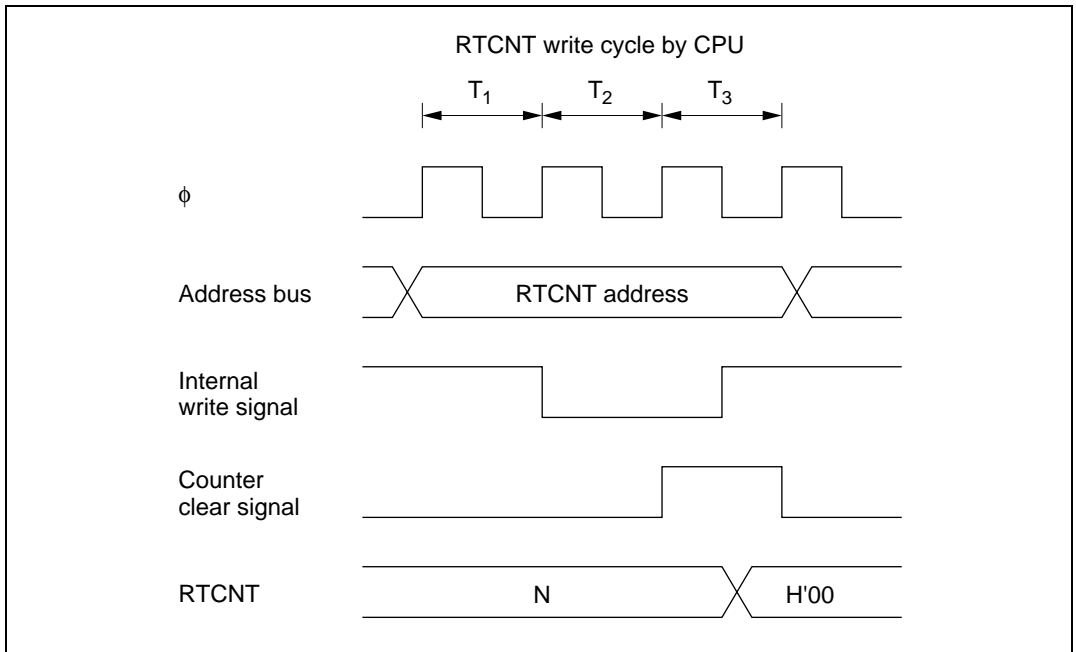 RTCNT write cycle by CPU
T1 T2 T3
ϕ
Address bus RTCNT address
Internal
write signal
Counter
clear signal
RTCNT N H'00